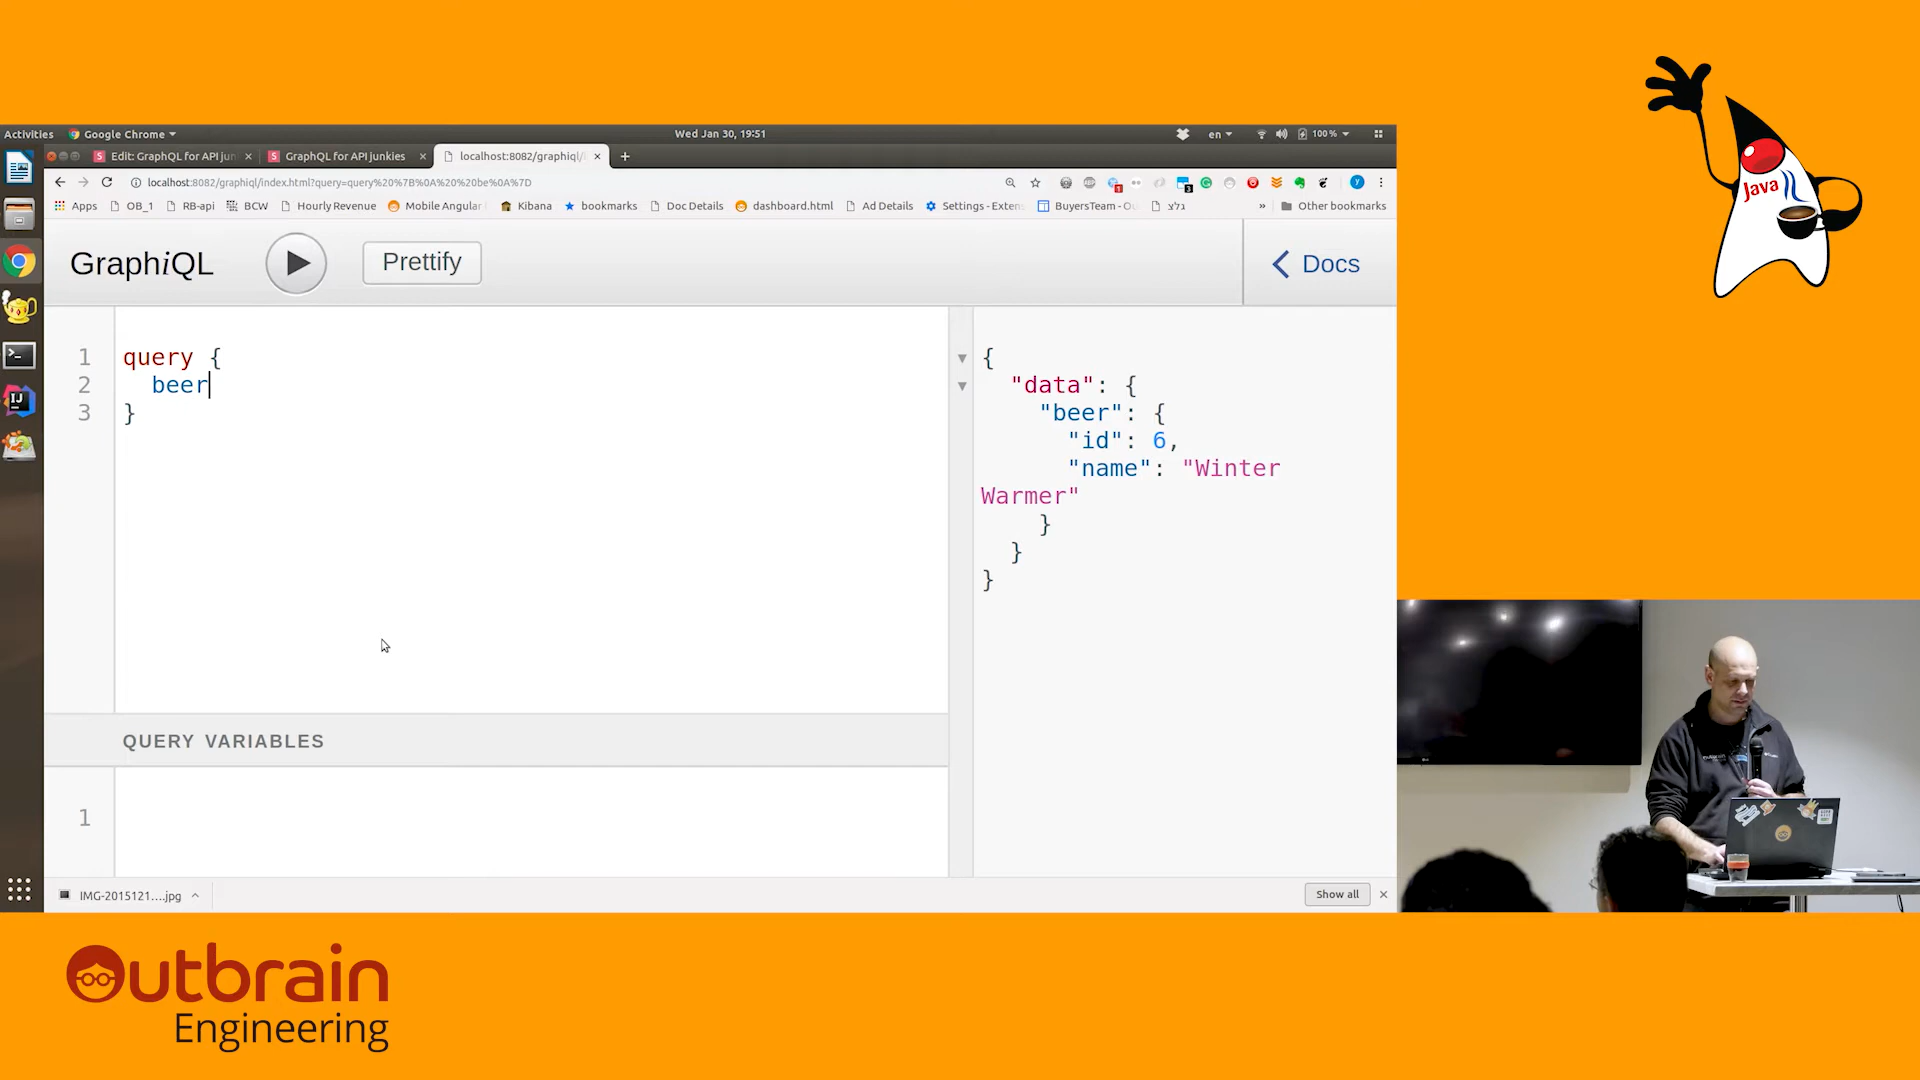 Activities
Google Chrome
Wed Jan 30, 19:51
en
100%
Edit: GraphQL for API jun
GraphQL for API junkies
localhost:8082/graphiql/
localhost:8082/graphiql/index.html?query=query%20%7B%0A%20%20be%0A%7D
Apps
OB_1
RB-api
BCW
Hourly Revenue
Mobile Angular
Kibana
bookmarks
Doc Details
dashboard.html
Ad Details
Settings - Exten
BuyersTeam - Ou
גלצ
»
Other bookmarks
GraphiQL
Prettify
Docs
1 query {
2 beer
3 }
{
"data": {
"beer": {
"id": 6,
"name": "Winter
Warmer"
}
}
}
QUERY VARIABLES
1
IMG-2015121....jpg
Show all
Java
Outbrain
Engineering